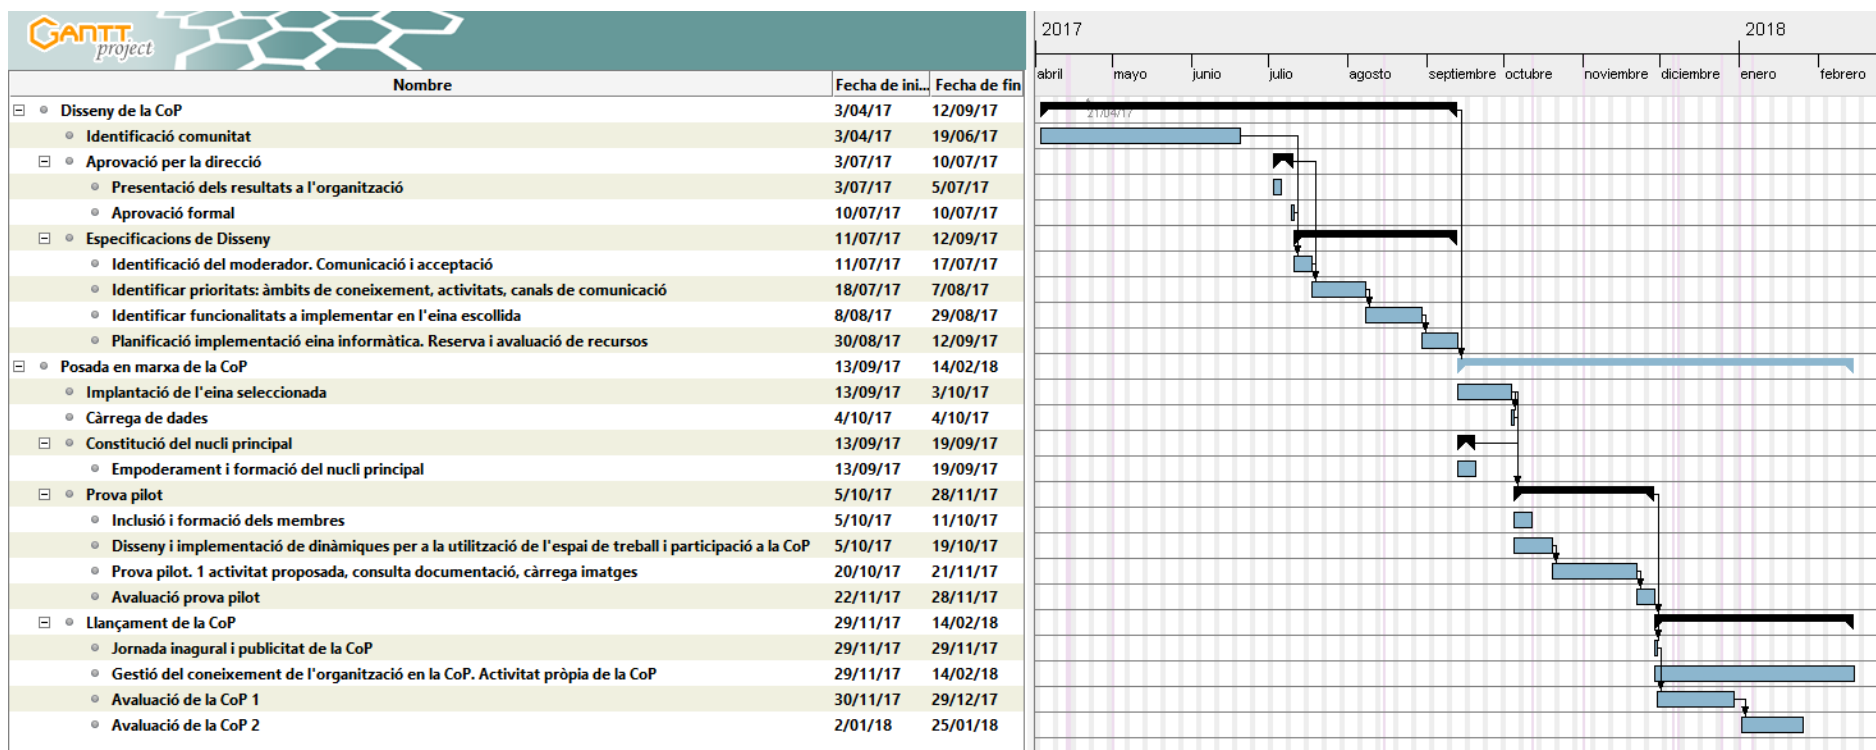 GANTT
project
2017
2018
abril mayo junio julio agosto septiembre octubre noviembre diciembre enero febrero
Nombre Fecha de ini... Fecha de fin
Disseny de la CoP 3/04/17 12/09/17
21/04/17
Identificació comunitat 3/04/17 19/06/17
Aprovació per la direcció 3/07/17 10/07/17
Presentació dels resultats a l'organització 3/07/17 5/07/17
Aprovació formal 10/07/17 10/07/17
Especificacions de Disseny 11/07/17 12/09/17
Identificació del moderador. Comunicació i acceptació 11/07/17 17/07/17
Identificar prioritats: àmbits de coneixement, activitats, canals de comunicació 18/07/17 7/08/17
Identificar funcionalitats a implementar en l'eina escollida 8/08/17 29/08/17
Planificació implementació eina informàtica. Reserva i avaluació de recursos 30/08/17 12/09/17
Posada en marxa de la CoP 13/09/17 14/02/18
Implantació de l'eina seleccionada 13/09/17 3/10/17
Càrrega de dades 4/10/17 4/10/17
Constitució del nucli principal 13/09/17 19/09/17
Empoderament i formació del nucli principal 13/09/17 19/09/17
Prova pilot 5/10/17 28/11/17
Inclusió i formació dels membres 5/10/17 11/10/17
Disseny i implementació de dinàmiques per a la utilització de l'espai de treball i participació a la CoP 5/10/17 19/10/17
Prova pilot. 1 activitat proposada, consulta documentació, càrrega imatges 20/10/17 21/11/17
Avaluació prova pilot 22/11/17 28/11/17
Llançament de la CoP 29/11/17 14/02/18
Jornada inagural i publicitat de la CoP 29/11/17 29/11/17
Gestió del coneixement de l'organització en la CoP. Activitat pròpia de la CoP 29/11/17 14/02/18
Avaluació de la CoP 1 30/11/17 29/12/17
Avaluació de la CoP 2 2/01/18 25/01/18